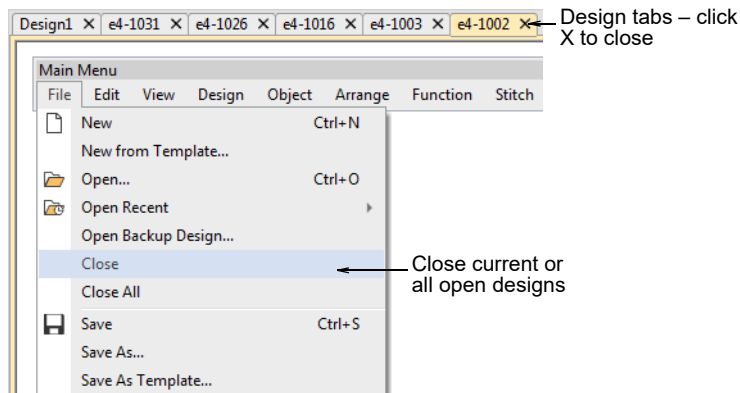 Design1 X e4-1031 X e4-1026 X e4-1016 X e4-1003 X e4-1002 X
Design tabs – click
X to close
Main Menu
File Edit View Design Object Arrange Function Stitch
New Ctrl+N
New from Template...
Open... Ctrl+O
Open Recent
Open Backup Design...
Close
Close current or
all open designs
Close All
Save Ctrl+S
Save As...
Save As Template...